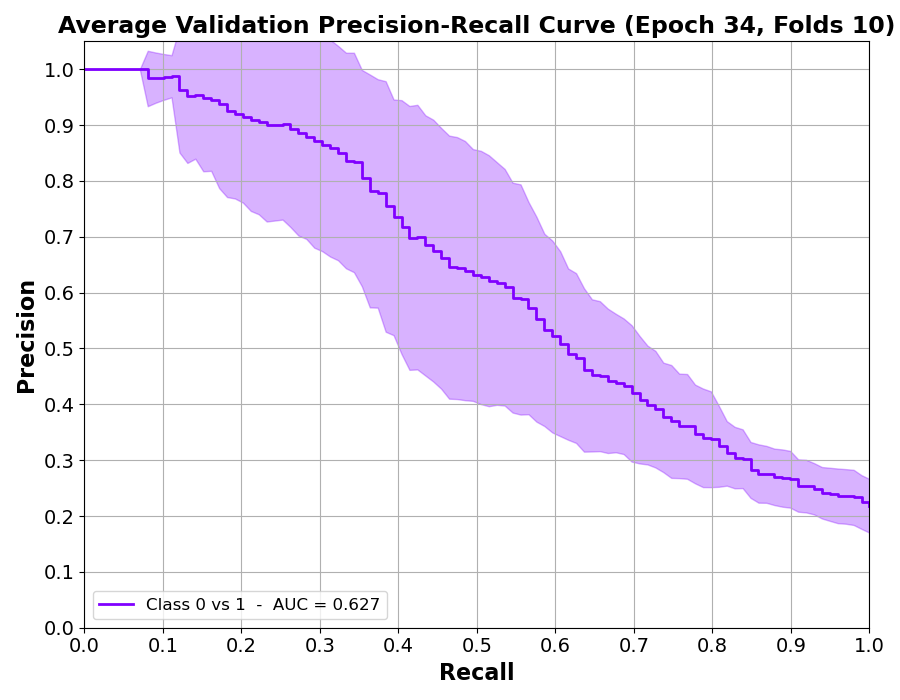 Average Validation Precision-Recall Curve (Epoch 34, Folds 10)
Precision
1.0
0.9
0.8
0.7
0.6
0.5
0.4
0.3
0.2
0.1
0.0
Class 0 vs 1 - AUC = 0.627
0.0 0.1 0.2 0.3 0.4 0.5 0.6 0.7 0.8 0.9 1.0
Recall